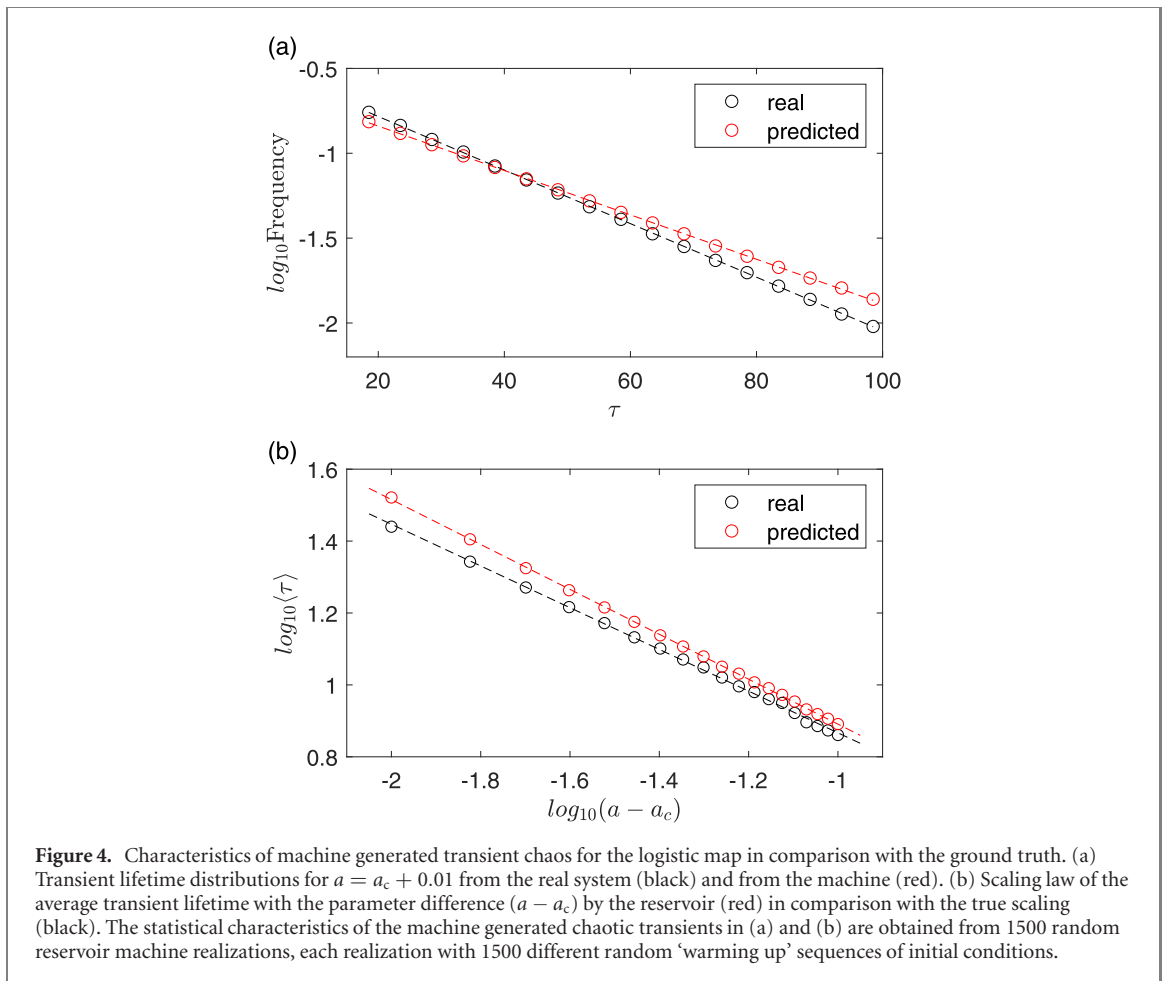 (a)
-0.5
-1
-1.5
-2
log10Frequency
real
predicted
20 40 60 80 100
τ
(b)
1.6
1.4
1.2
1
0.8
log10⟨τ⟩
real
predicted
-2 -1.8 -1.6 -1.4 -1.2 -1
log10(a − ac)
Figure 4. Characteristics of machine generated transient chaos for the logistic map in comparison with the ground truth. (a)
Transient lifetime distributions for a = ac + 0.01 from the real system (black) and from the machine (red). (b) Scaling law of the
average transient lifetime with the parameter difference (a − ac) by the reservoir (red) in comparison with the true scaling
(black). The statistical characteristics of the machine generated chaotic transients in (a) and (b) are obtained from 1500 random
reservoir machine realizations, each realization with 1500 different random ‘warming up’ sequences of initial conditions.